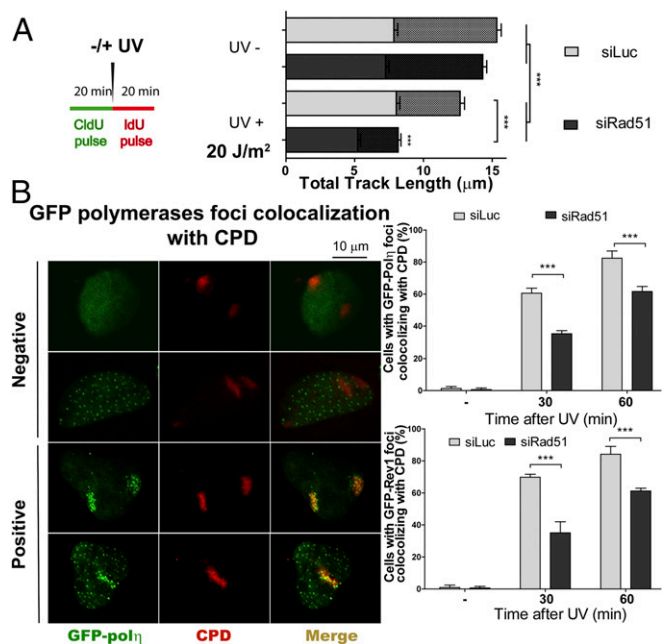 A
-/+ UV
20 min 20 min
CldU pulse
IdU pulse
UV -
UV +
20 J/m²
***
***
***
0 5 10 15
Total Track Length (μm)
siLuc
siRad51
B
GFP polymerases foci colocalization
with CPD
10 μm
Negative
Positive
GFP-polη CPD Merge
siLuc siRad51
Cells with GFP-Polη foci
colocolizing with CPD (%)
100
80
60
40
20
0
***
***
- 30 60
Time after UV (min)
siLuc siRad51
Cells with GFP-Rev1 foci
colocolizing with CPD (%)
100
80
60
40
20
0
***
***
- 30 60
Time after UV (min)